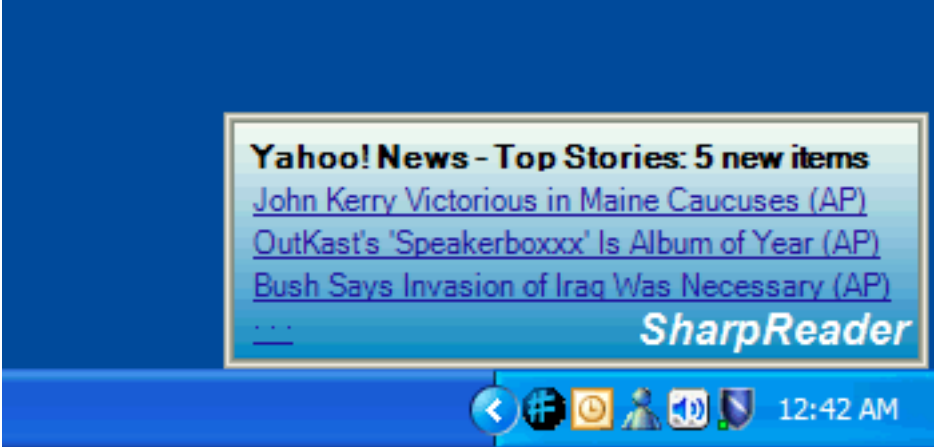 Yahoo! News - Top Stories: 5 new items
John Kerry Victorious in Maine Caucuses (AP)
OutKast's 'Speakerboxxx' Is Album of Year (AP)
Bush Says Invasion of Iraq Was Necessary (AP)
. . .
SharpReader
12:42 AM